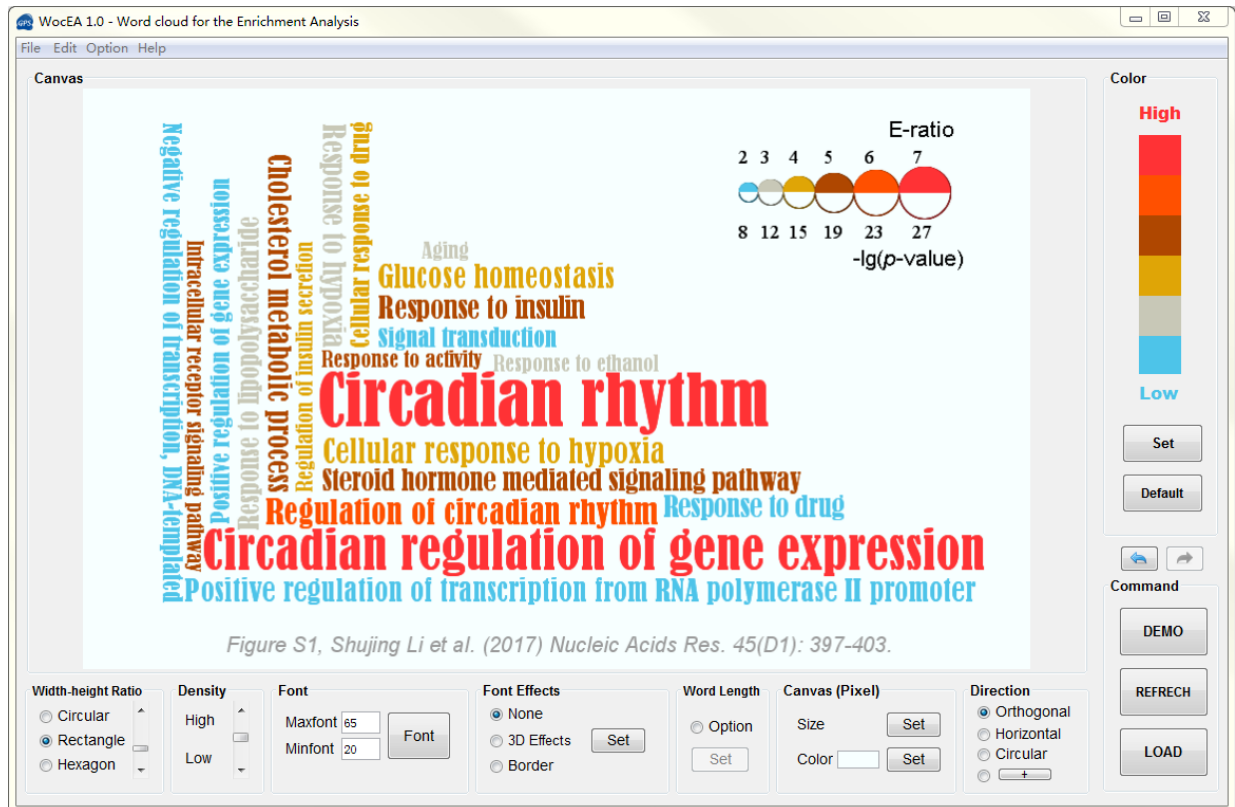 GPS
WocEA 1.0 - Word cloud for the Enrichment Analysis
File Edit Option Help
Canvas
Negative regulation of transcription, DNA-templated
Intracellular receptor signaling pathway
Positive regulation of gene expression
Response to lipopolysaccharide
Cholesterol metabolic process
Regulation of insulin secretion
Response to hypoxia
Cellular response to drug
E-ratio
2 3 4 5 6 7
8 12 15 19 23 27
-lg(p-value)
Aging
Glucose homeostasis
Response to insulin
Signal transduction
Response to activity Response to ethanol
Circadian rhythm
Cellular response to hypoxia
Steroid hormone mediated signaling pathway
Regulation of circadian rhythm Response to drug
Circadian regulation of gene expression
Positive regulation of transcription from RNA polymerase II promoter
Figure S1, Shujing Li et al. (2017) Nucleic Acids Res. 45(D1): 397-403.
Color
High
Low
Set
Default
Command
DEMO
REFRECH
LOAD
Width-height Ratio
Circular
Rectangle
Hexagon
Density
High
Low
Font
Maxfont 65
Minfont 20
Font
Font Effects
None
3D Effects Set
Border
Word Length
Option
Set
Canvas (Pixel)
Size Set
Color Set
Direction
Orthogonal
Horizontal
Circular
+